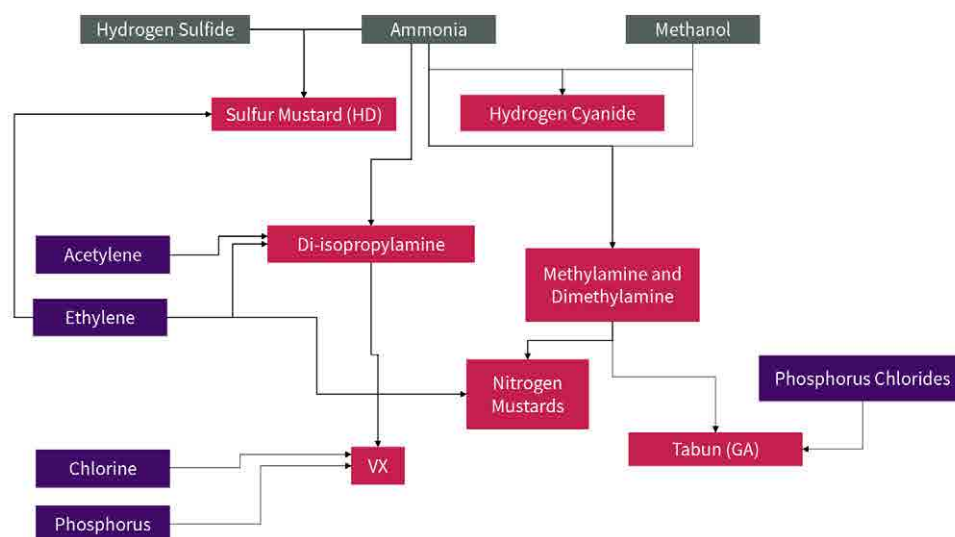 Hydrogen Sulfide
Ammonia
Methanol
Sulfur Mustard (HD)
Hydrogen Cyanide
Acetylene
Di-isopropylamine
Methylamine and
Dimethylamine
Ethylene
Nitrogen
Mustards
Phosphorus Chlorides
Tabun (GA)
Chlorine
VX
Phosphorus